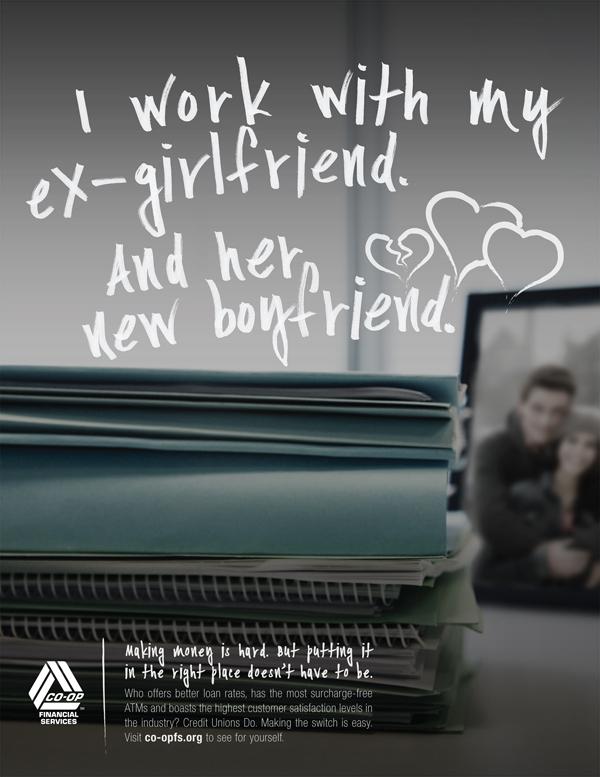 I work with my
ex-girlfriend.
And her
new boyfriend.
Making money is hard. But putting it
in the right place doesn't have to be.
Who offers better loan rates, has the most surcharge-free
ATMs and boasts the highest customer satisfaction levels in
the industry? Credit Unions Do. Making the switch is easy.
Visit co-opfs.org to see for yourself.
CO-OP
FINANCIAL
SERVICES